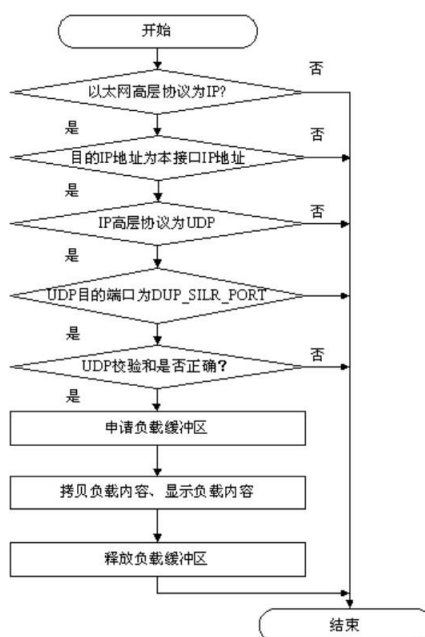 开始
以太网高层协议为IP?
否
是
目的IP地址为本接口IP地址
否
是
IP高层协议为UDP
否
是
UDP目的端口为DUP_SILR_PORT
是
UDP校验和是否正确?
否
是
申请负载缓冲区
拷贝负载内容、显示负载内容
释放负载缓冲区
结束